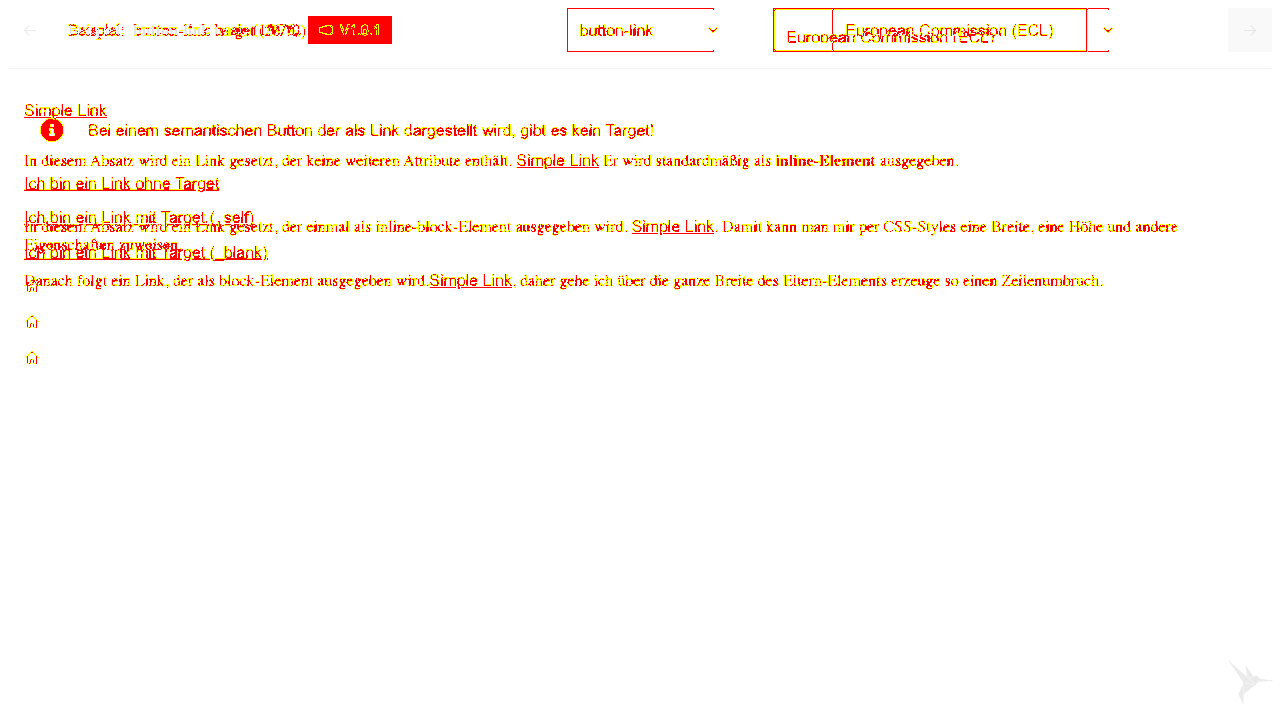 Beispiel button-link V1.0.1 button-link European Commission (ECL) European Commission (ECL)
Simple Link
Bei einem semantischen Button der als Link dargestellt wird, gibt es kein Target!
In diesem Absatz wird ein Link gesetzt, der keine weiteren Attribute enthält. Simple Link Er wird standardmäßig als inline-Element ausgegeben.
Ich bin ein Link ohne Target
Ich bin ein Link mit Target (_self)
In diesem Absatz wird ein Link gesetzt, der einmal als inline-block-Element ausgegeben wird. Simple Link. Damit kann man mir per CSS-Styles eine Breite, eine Höhe und andere
Eigenschaften zuweisen.
Ich bin ein Link mit Target (_blank)
Danach folgt ein Link, der als block-Element ausgegeben wird.Simple Link, daher gehe ich über die ganze Breite des Eltern-Elements erzeuge so einen Zeilenumbruch.